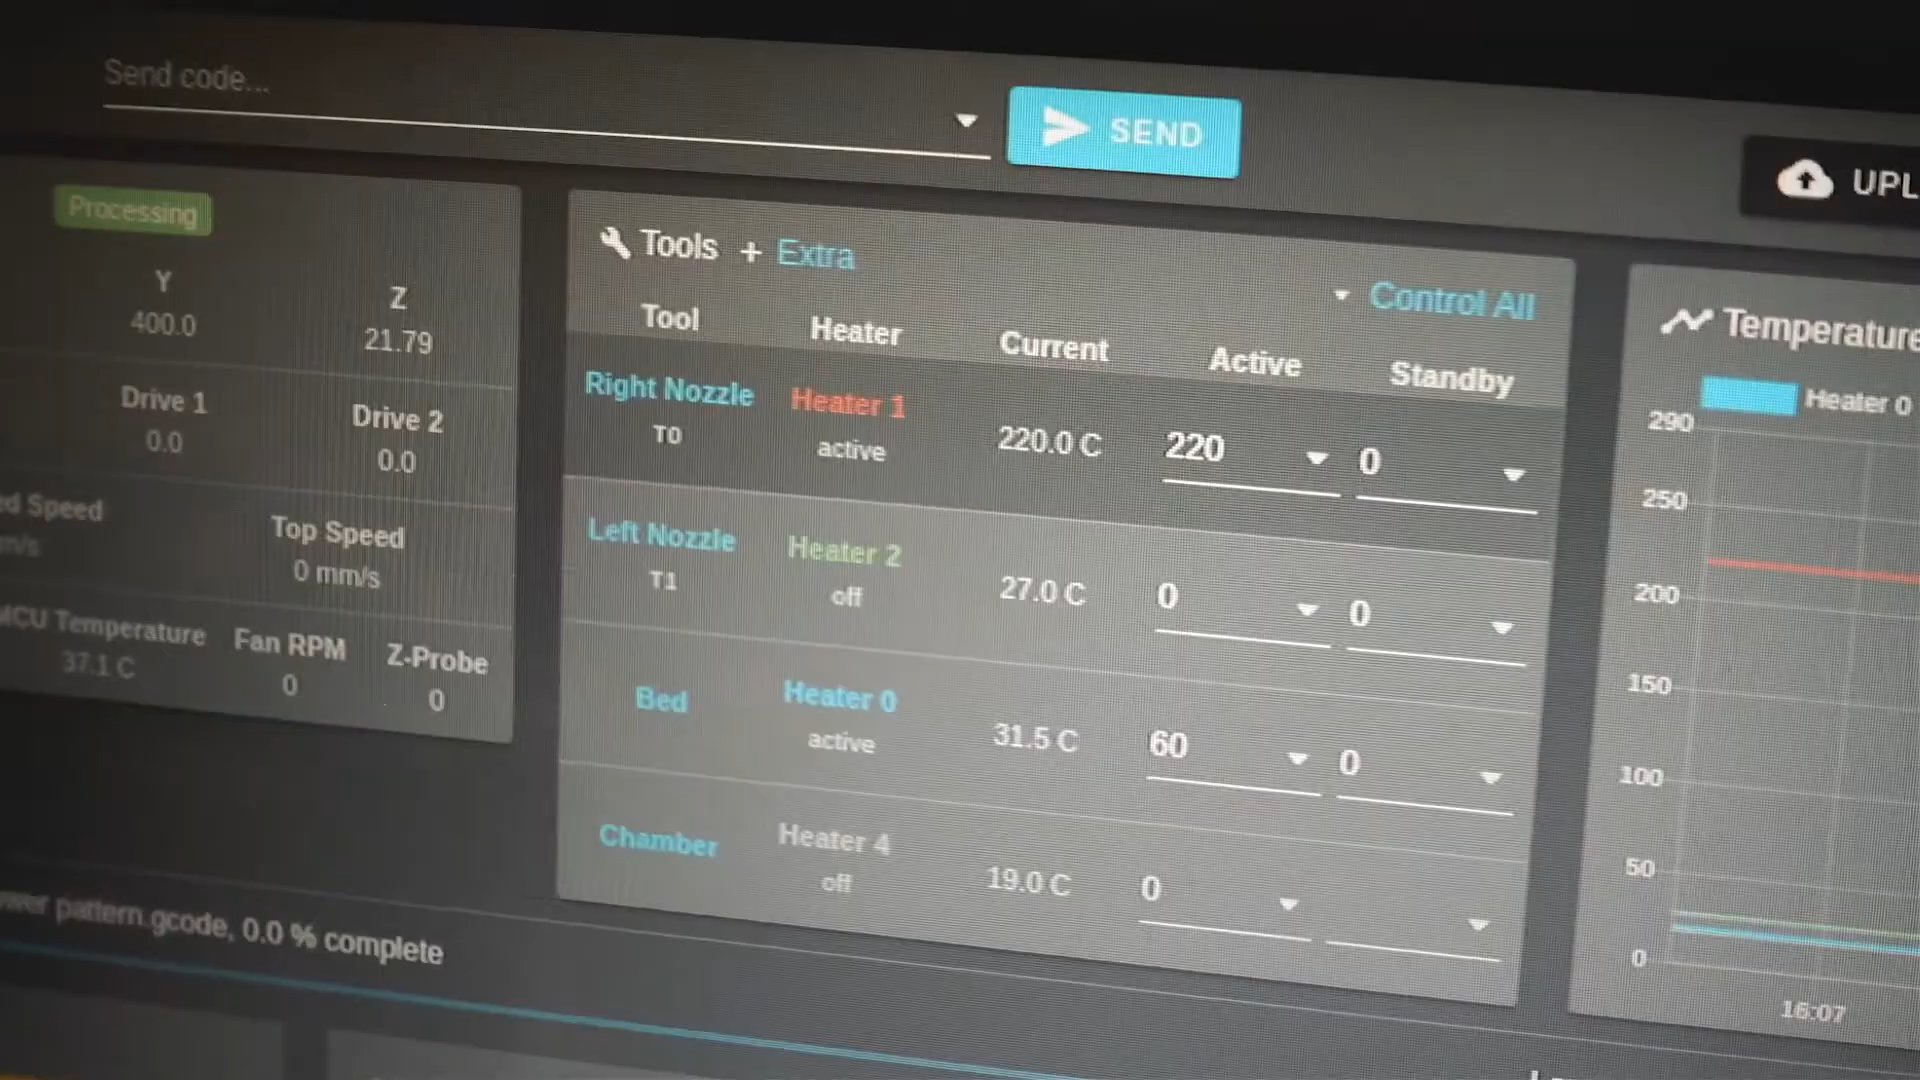 Send code...
SEND
UPL
Processing
Y
400.0
Z
21.79
Drive 1
0.0
Drive 2
0.0
Speed
Top Speed
0 mm/s
MCU Temperature
37.1 C
Fan RPM
0
Z-Probe
0
pattern.gcode, 0.0 % complete
Tools + Extra
Control All
Tool Heater Current Active Standby
Right Nozzle Heater 1
T0 active 220.0 C 220 0
Left Nozzle Heater 2
T1 off 27.0 C 0 0
Bed Heater 0
active 31.5 C 60 0
Chamber Heater 4
off 19.0 C 0
Temperature
Heater 0
290
250
200
150
100
50
0
16:07